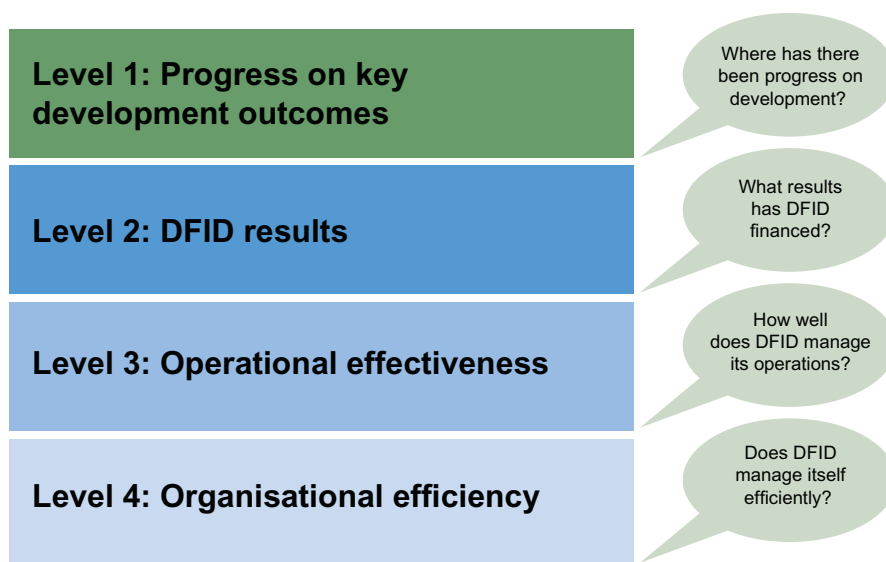 Level 1: Progress on key
development outcomes
Where has there
been progress on
development?
Level 2: DFID results
What results
has DFID
financed?
Level 3: Operational effectiveness
How well
does DFID manage
its operations?
Level 4: Organisational efficiency
Does DFID
manage itself
efficiently?